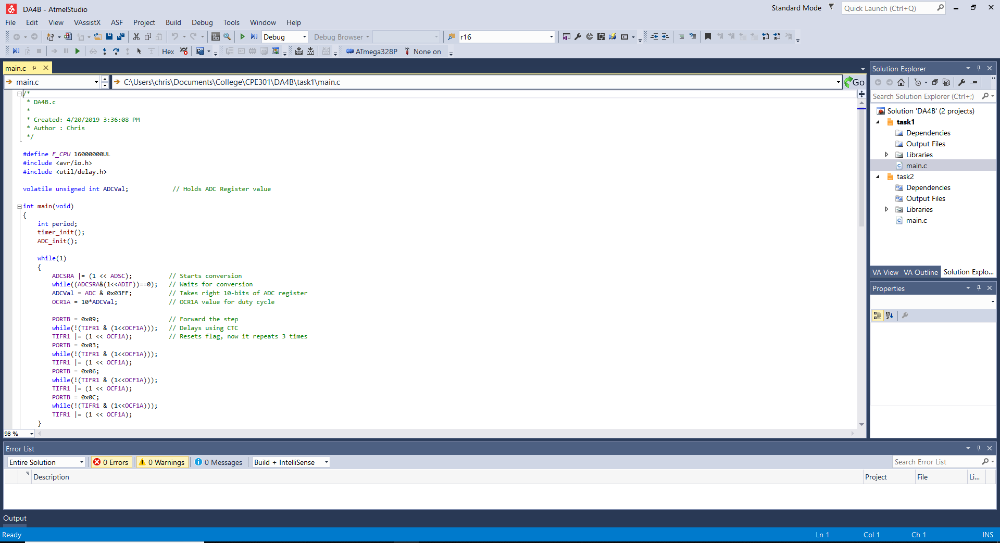 DA4B - AtmelStudio
Standard Mode
Quick Launch (Ctrl+Q)
File Edit View VAssistX ASF Project Build Debug Tools Window Help
Debug
Debug Browser
r16
Hex
ATmega328P
None on
main.c
main.c
C:\Users\chris\Documents\College\CPE301\DA4B\task1\main.c
Go
/*
 * DA4B.c
 *
 * Created: 4/20/2019 3:36:08 PM
 * Author : Chris
 */
#define F_CPU 16000000UL
#include <avr/io.h>
#include <util/delay.h>
volatile unsigned int ADCVal; // Holds ADC Register value
int main(void)
{
int period;
timer_init();
ADC_init();
while(1)
{
ADCSRA |= (1 << ADSC); // Starts conversion
while((ADCSRA&(1<<ADIF))==0); // Waits for conversion
ADCVal = ADC & 0x03FF; // Takes right 10-bits of ADC register
OCR1A = 10*ADCVal; // OCR1A value for duty cycle
PORTB = 0x09; // Forward the step
while(!(TIFR1 & (1<<OCF1A))); // Delays using CTC
TIFR1 |= (1 << OCF1A); // Resets flag, now it repeats 3 times
PORTB = 0x03;
while(!(TIFR1 & (1<<OCF1A)));
TIFR1 |= (1 << OCF1A);
PORTB = 0x06;
while(!(TIFR1 & (1<<OCF1A)));
TIFR1 |= (1 << OCF1A);
PORTB = 0x0C;
while(!(TIFR1 & (1<<OCF1A)));
TIFR1 |= (1 << OCF1A);
}
98 %
Solution Explorer
Search Solution Explorer (Ctrl+;)
Solution 'DA4B' (2 projects)
task1
Dependencies
Output Files
Libraries
main.c
task2
Dependencies
Output Files
Libraries
main.c
VA View VA Outline Solution Explo...
Properties
Error List
Entire Solution
0 Errors
0 Warnings
0 Messages
Build + IntelliSense
Search Error List
Description Project File Li...
Output
Ready
Ln 1 Col 1 Ch 1 INS